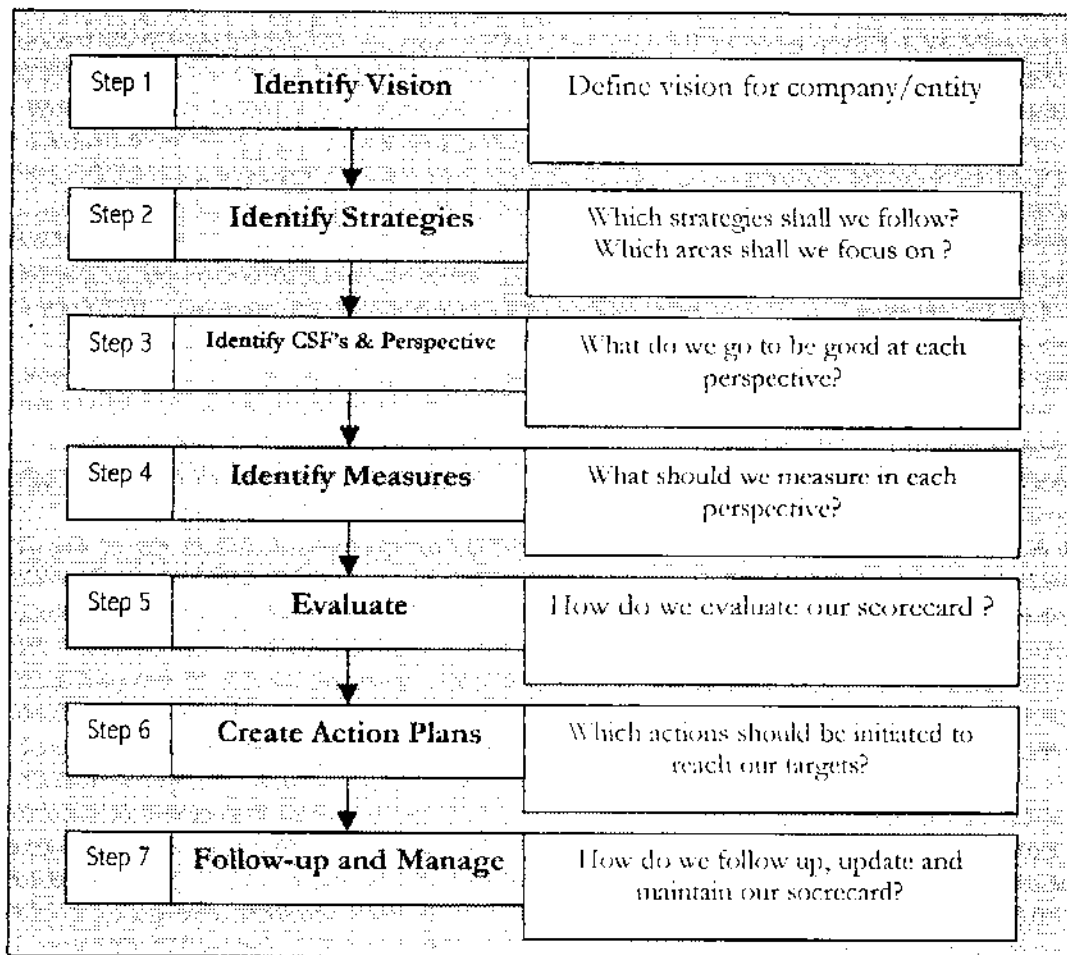 Step 1
Identify Vision
Define vision for company/entity
Step 2
Identify Strategies
Which strategies shall we follow?
Which areas shall we focus on ?
Step 3
Identify CSF's & Perspective
What do we go to be good at each
perspective?
Step 4
Identify Measures
What should we measure in each
perspective?
Step 5
Evaluate
How do we evaluate our scorecard ?
Step 6
Create Action Plans
Which actions should be initiated to
reach our targets?
Step 7
Follow-up and Manage
How do we follow up, update and
maintain our socrecard?